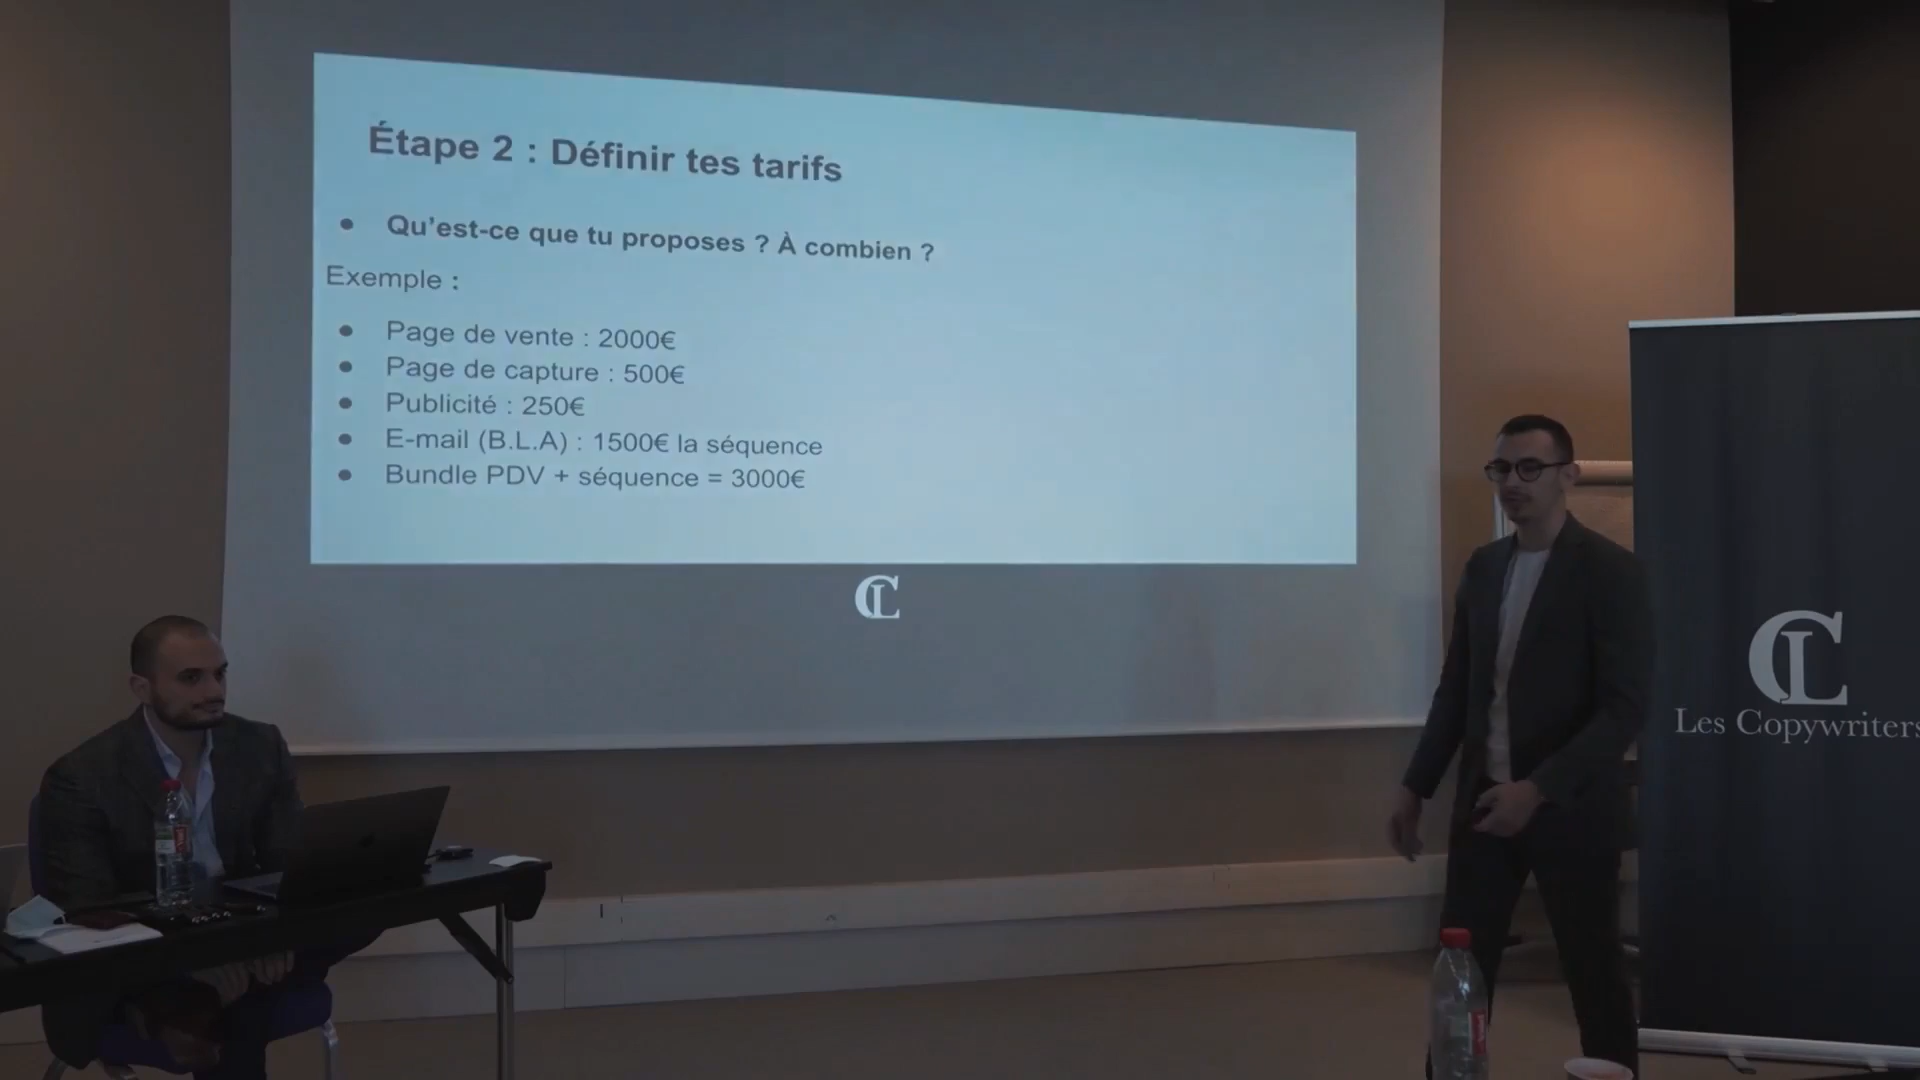 Étape 2 : Définir tes tarifs
• Qu'est-ce que tu proposes ? À combien ?
Exemple :
• Page de vente : 2000€
• Page de capture : 500€
• Publicité : 250€
• E-mail (B.L.A) : 1500€ la séquence
• Bundle PDV + séquence = 3000€
CL
CL
Les Copywriters